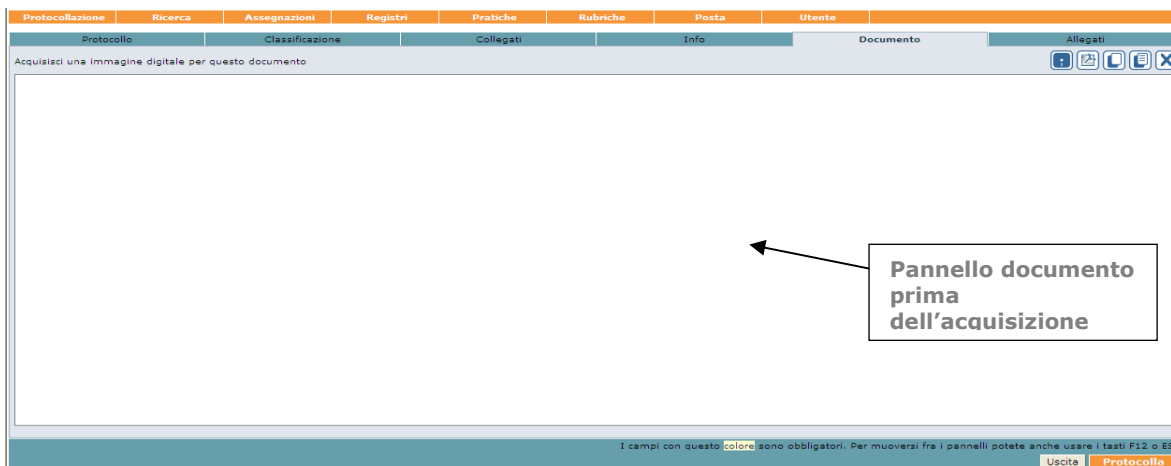 Protocollazione Ricerca Assegnazioni Registri Pratiche Rubriche Posta Utente
Protocollo Classificazione Collegati Info Documento Allegati
Acquisisci una immagine digitale per questo documento
Pannello documento
prima
dell’acquisizione
I campi con questo colore sono obbligatori. Per muoversi fra i pannelli potete anche usare i tasti F12 o ES
Uscita Protocolla